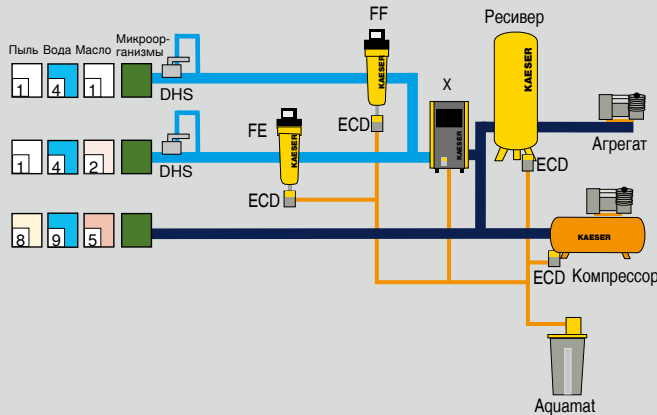 FF
Ресивер
Микроор-
ганизмы
Пыль Вода Масло
1 4 1
DHS
KAESER
X
ECD
KAESER
KAESER
Агрегат
FE
KAESER
1 4 2
DHS
ECD
ECD
8 9 5
KAESER
ECD Компрессор
Aquamat